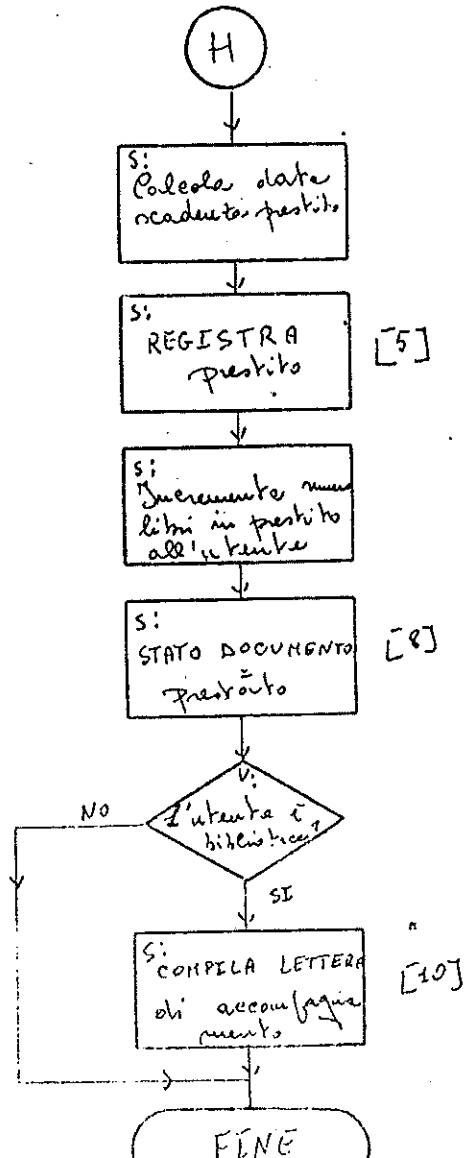 H
S:
Calcola data
scadenza prestito
S:
REGISTRA [5]
prestito
S:
Incrementa num
libri in prestito
all'utente
S:
STATO DOCUMENTO [8]
=
prestato
V:
NO L'utente è
biblioteca?
SI
S:
COMPILA LETTERA
di accompagna [10]
mento
FINE